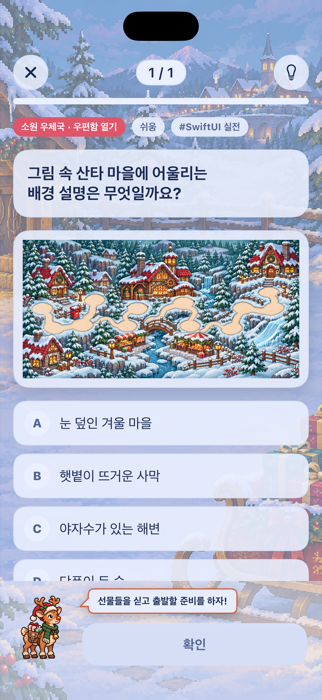 1 / 1
소원 우체국 · 우편함 열기
쉬움
#SwiftUI 실전
그림 속 산타 마을에 어울리는
배경 설명은 무엇일까요?
A 눈 덮인 겨울 마을
B 햇볕이 뜨거운 사막
C 야자수가 있는 해변
선물들을 싣고 출발할 준비를 하자!
확인